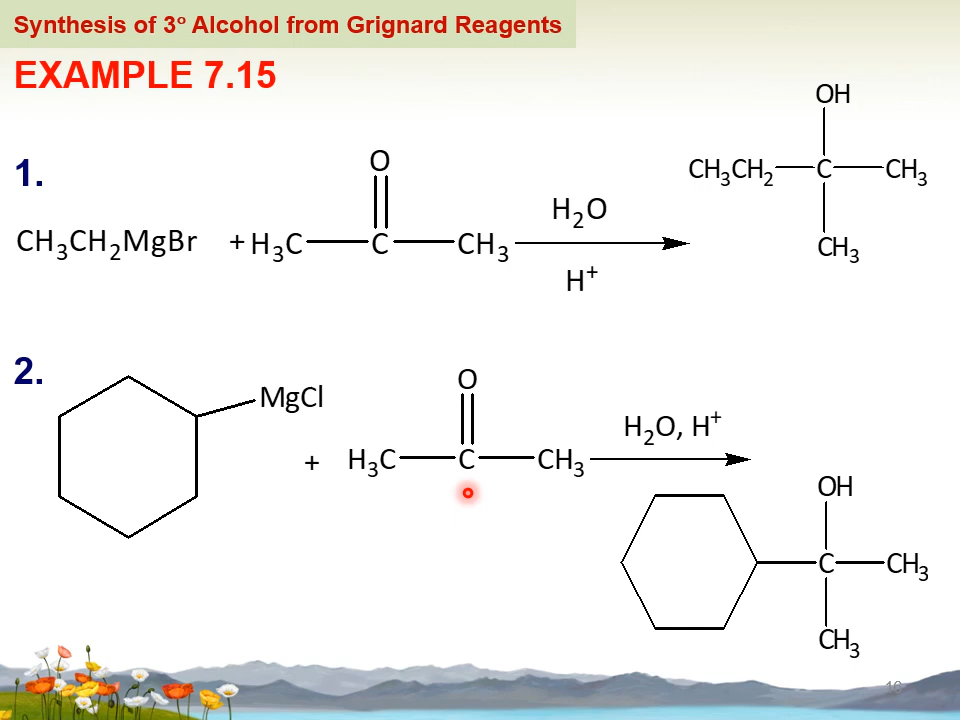 Synthesis of 3° Alcohol from Grignard Reagents
EXAMPLE 7.15
1.
CH₃CH₂MgBr + H₃C C CH₃
O
H₂O
H⁺
OH
CH₃CH₂ C CH₃
CH₃
2.
MgCl
+
O
H₃C C CH₃
H₂O, H⁺
OH
C CH₃
CH₃